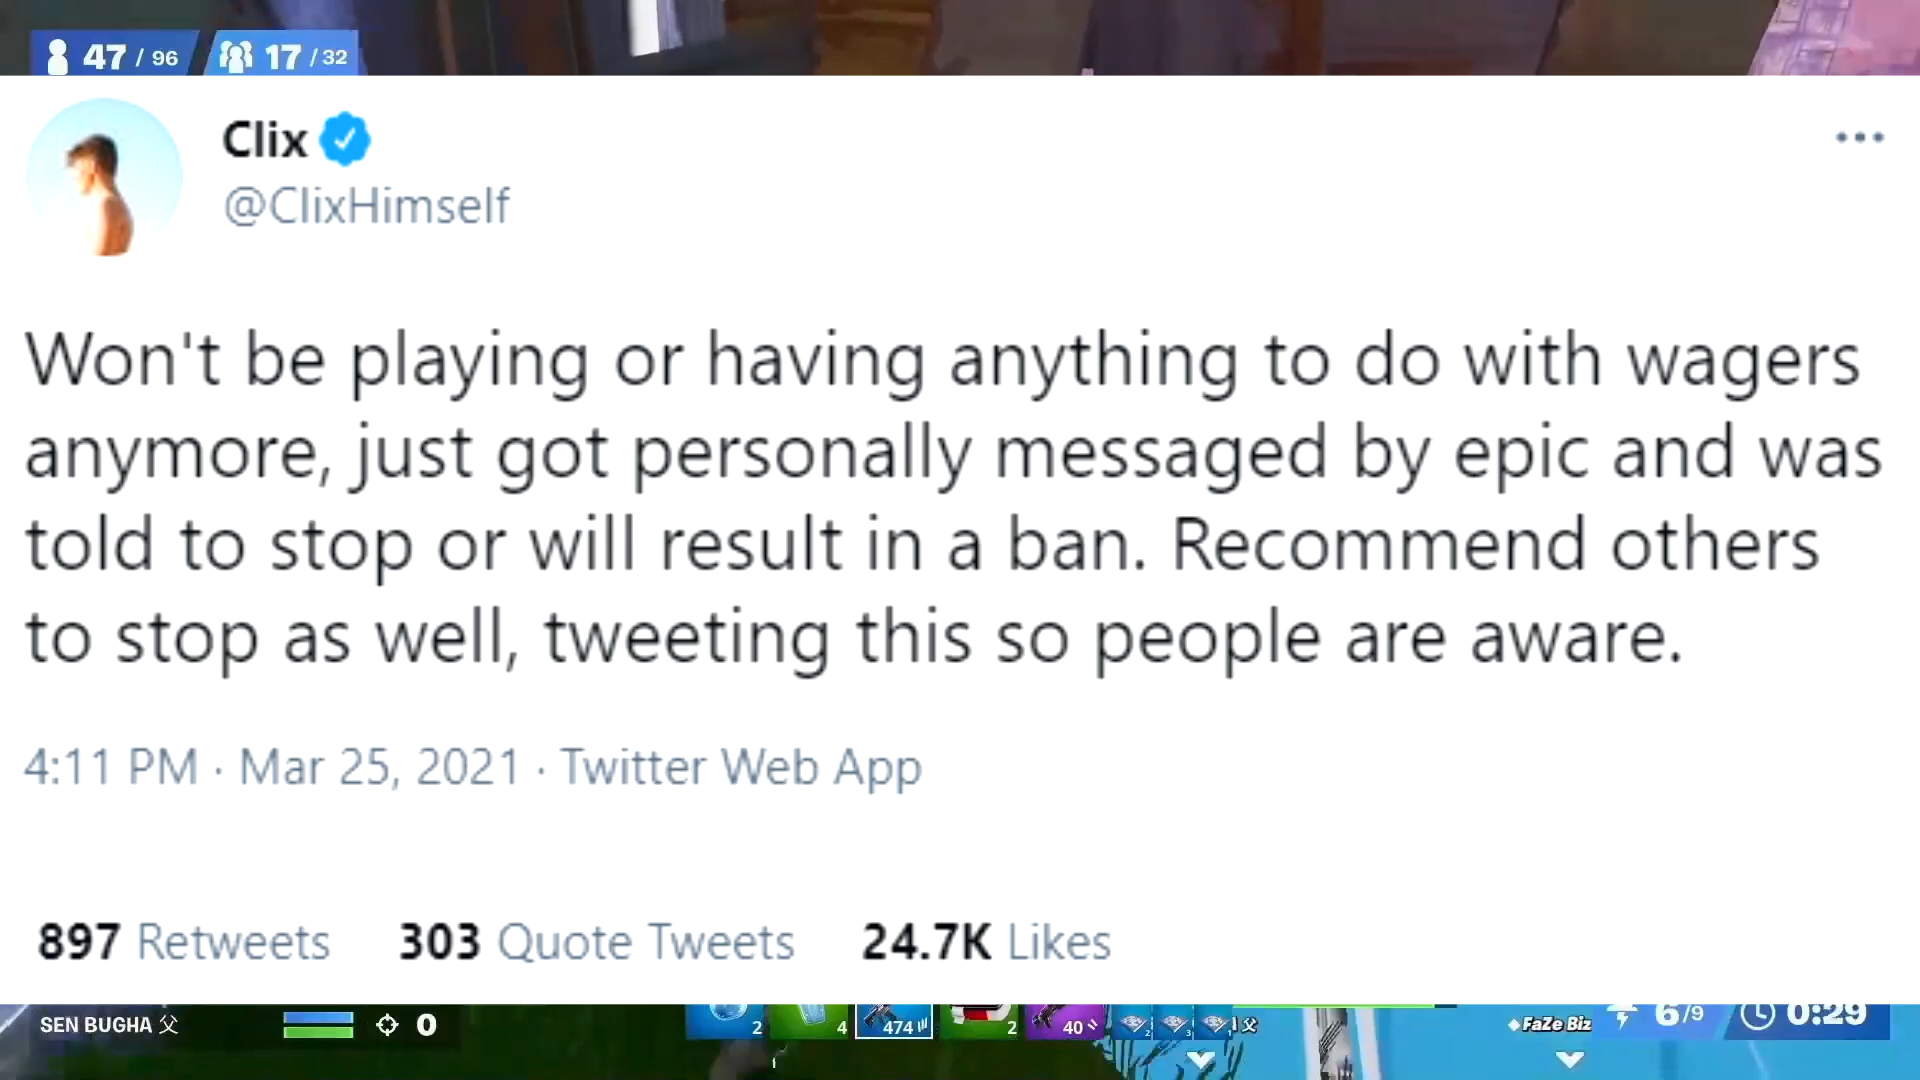 47 / 96 17 / 32
Clix
@ClixHimself
Won't be playing or having anything to do with wagers
anymore, just got personally messaged by epic and was
told to stop or will result in a ban. Recommend others
to stop as well, tweeting this so people are aware.
4:11 PM · Mar 25, 2021 · Twitter Web App
897 Retweets 303 Quote Tweets 24.7K Likes
SEN BUGHA 父 0 2 4 474 2 40 FaZe Biz 6/9 0:29